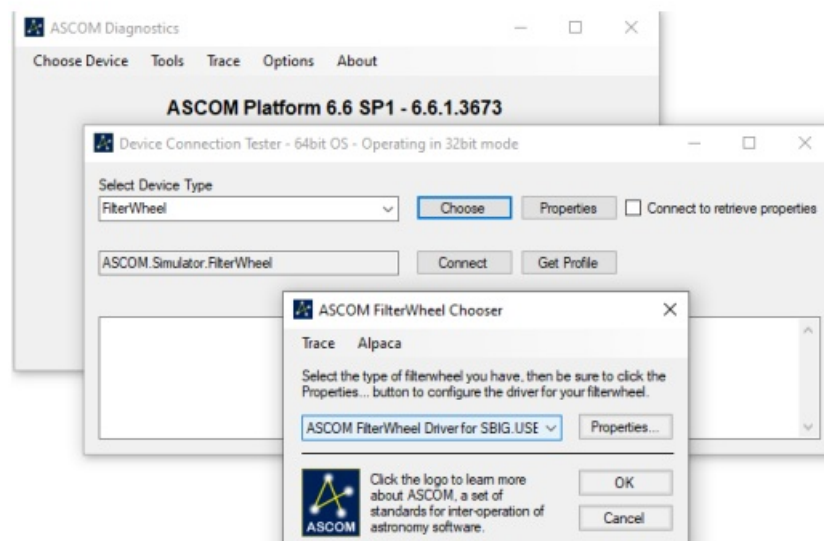 ASCOM Diagnostics
Choose Device Tools Trace Options About
ASCOM Platform 6.6 SP1 - 6.6.1.3673
Device Connection Tester - 64bit OS - Operating in 32bit mode
Select Device Type
FilterWheel Choose Properties Connect to retrieve properties
ASCOM.Simulator.FilterWheel Connect Get Profile
ASCOM FilterWheel Chooser
Trace Alpaca
Select the type of filterwheel you have, then be sure to click the
Properties... button to configure the driver for your filterwheel.
ASCOM FilterWheel Driver for SBIG.USB Properties...
Click the logo to learn more
about ASCOM, a set of
standards for inter-operation of
astronomy software.
OK
Cancel
ASCOM